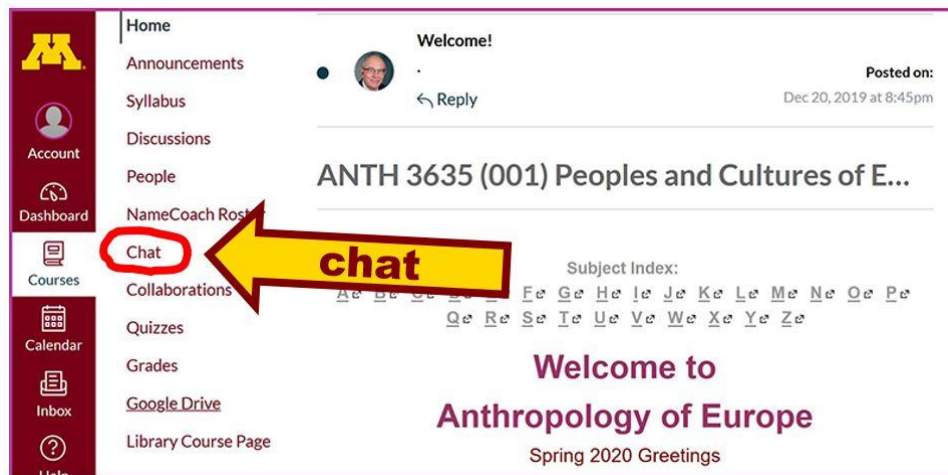 M
Account
Dashboard
Courses
Calendar
Inbox
Help
Home
Announcements
Syllabus
Discussions
People
NameCoach
Chat
Collaborations
Quizzes
Grades
Google Drive
Library Course Page
chat
Welcome!
.
Reply
Posted on:
Dec 20, 2019 at 8:45pm
ANTH 3635 (001) Peoples and Cultures of E...
Subject Index:
F G H I J K L M N O P
Q R S T U V W X Y Z
Welcome to
Anthropology of Europe
Spring 2020 Greetings